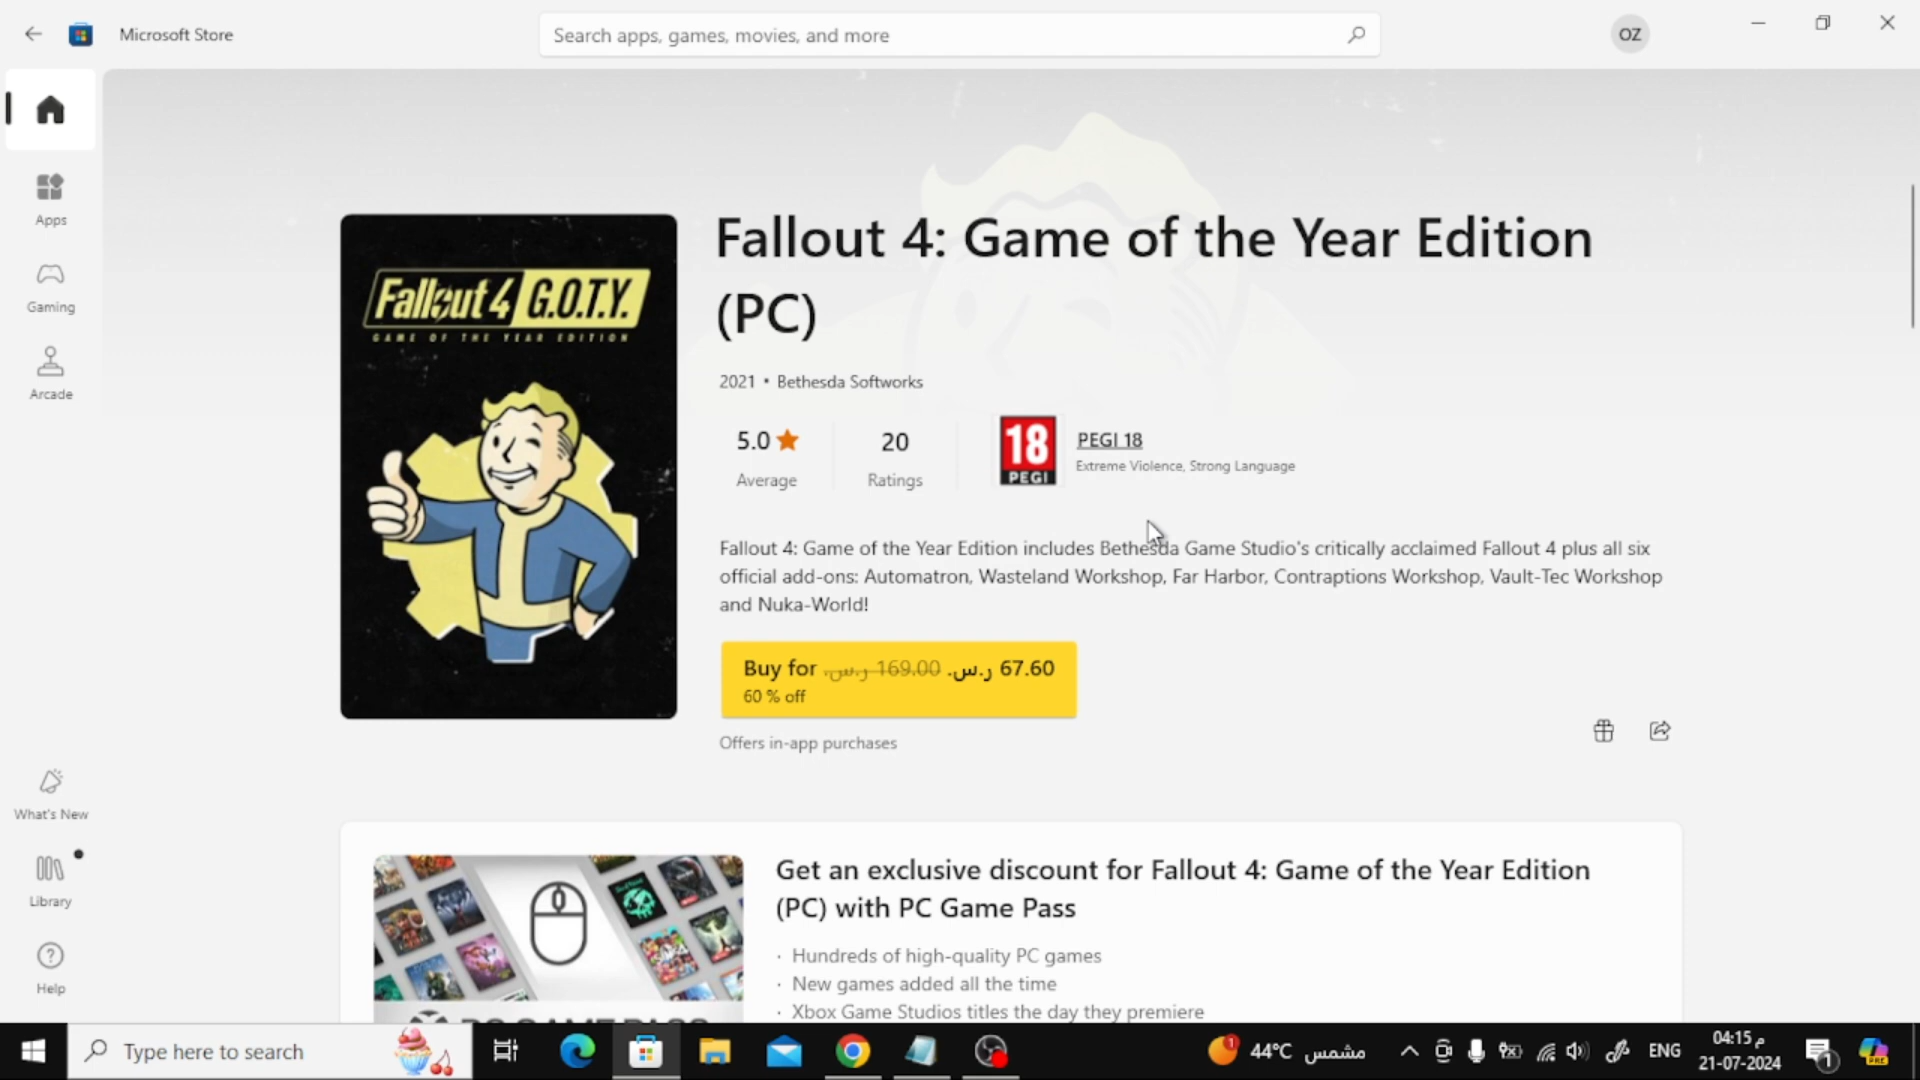 Microsoft Store
Search apps, games, movies, and more
OZ
Apps
Gaming
Arcade
What's New
Library
Help
Fallout 4 G.O.T.Y.
GAME OF THE YEAR EDITION
Fallout 4: Game of the Year Edition
(PC)
2021 • Bethesda Softworks
5.0
Average
20
Ratings
18
PEGI
PEGI 18
Extreme Violence, Strong Language
Fallout 4: Game of the Year Edition includes Bethesda Game Studio's critically acclaimed Fallout 4 plus all six
official add-ons: Automatron, Wasteland Workshop, Far Harbor, Contraptions Workshop, Vault-Tec Workshop
and Nuka-World!
Buy for ر.س.‏ 169.00 ر.س.‏ 67.60
60 % off
Offers in-app purchases
Get an exclusive discount for Fallout 4: Game of the Year Edition
(PC) with PC Game Pass
· Hundreds of high-quality PC games
· New games added all the time
· Xbox Game Studios titles the day they premiere
PC GAME PASS
Type here to search
1
44°C مشمس
ENG
04:15 م
21-07-2024
1
PRE